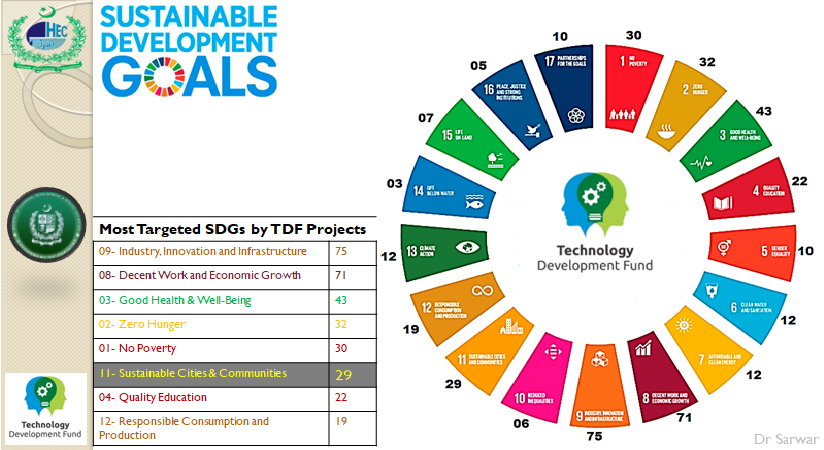 HEC
SUSTAINABLE
DEVELOPMENT
GOALS
Most Targeted SDGs by TDF Projects
09- Industry, Innovation and Infrastructure 75
08- Decent Work and Economic Growth 71
03- Good Health & Well-Being 43
02- Zero Hunger 32
01- No Poverty 30
11- Sustainable Cities & Communities 29
04- Quality Education 22
12- Responsible Consumption and
Production 19
Technology
Development Fund
30
1 NO
POVERTY
32
2 ZERO
HUNGER
43
3 GOOD HEALTH
AND WELL-BEING
22
4 QUALITY
EDUCATION
10
5 GENDER
EQUALITY
12
6 CLEAN WATER
AND SANITATION
12
7 AFFORDABLE AND
CLEAN ENERGY
71
8 DECENT WORK AND
ECONOMIC GROWTH
75
9 INDUSTRY, INNOVATION
AND INFRASTRUCTURE
06
10 REDUCED
INEQUALITIES
29
11 SUSTAINABLE CITIES
AND COMMUNITIES
19
12 RESPONSIBLE
CONSUMPTION
AND PRODUCTION
12
13 CLIMATE
ACTION
03
14 LIFE
BELOW WATER
07
15 LIFE
ON LAND
05
16 PEACE, JUSTICE
AND STRONG
INSTITUTIONS
10
17 PARTNERSHIPS
FOR THE GOALS
Technology
Development Fund
Dr Sarwar